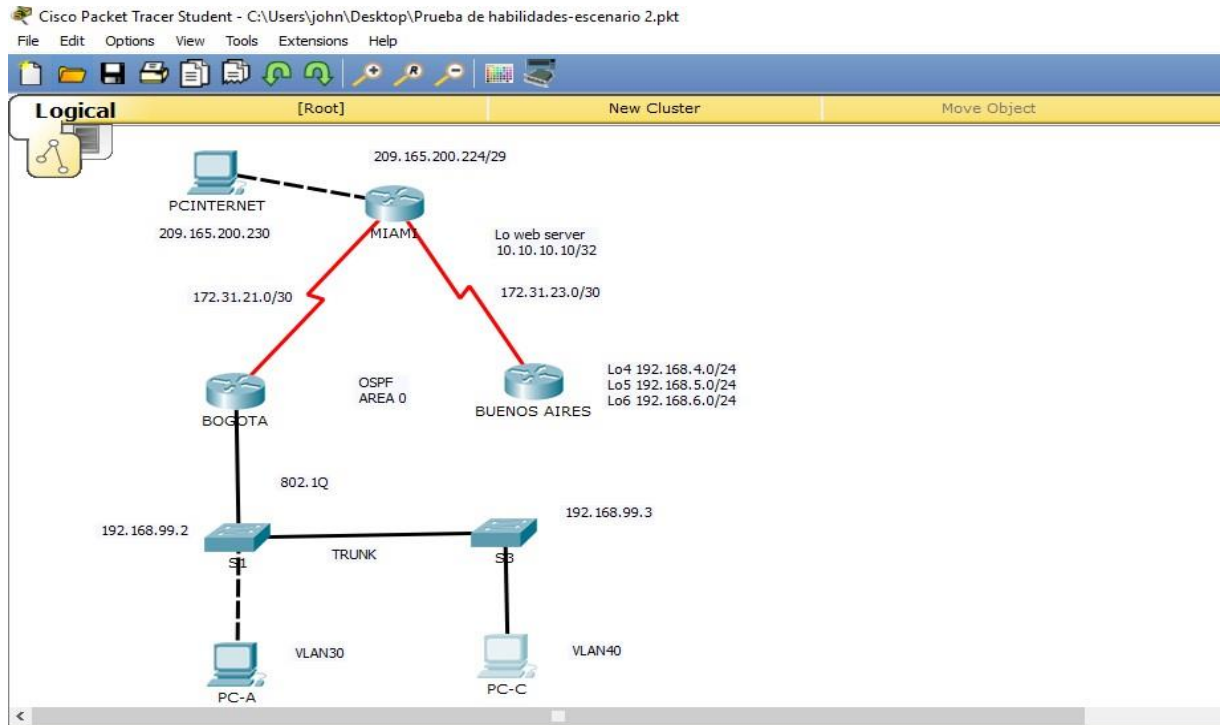 Cisco Packet Tracer Student - C:\Users\john\Desktop\Prueba de habilidades-escenario 2.pkt
File Edit Options View Tools Extensions Help
Logical [Root] New Cluster Move Object
209.165.200.224/29
PCINTERNET
MIAMI
209.165.200.230
Lo web server
10.10.10.10/32
172.31.21.0/30
172.31.23.0/30
OSPF
AREA 0
BOGOTA
BUENOS AIRES
Lo4 192.168.4.0/24
Lo5 192.168.5.0/24
Lo6 192.168.6.0/24
802.1Q
192.168.99.2
192.168.99.3
S1
TRUNK
S3
VLAN30
VLAN40
PC-A
PC-C